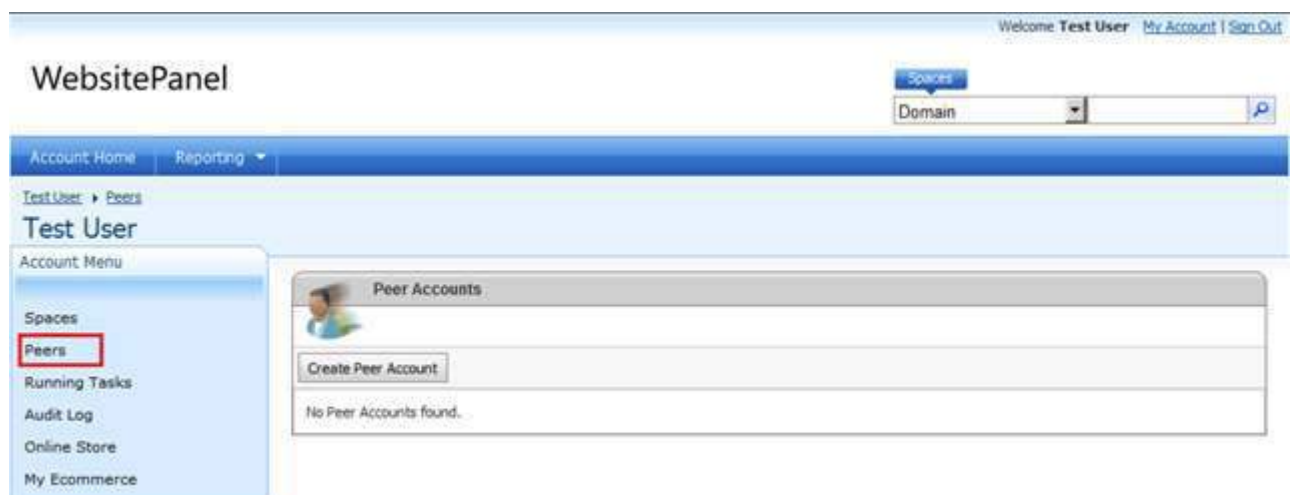 Welcome Test User My Account | Sign Out
WebsitePanel
Spaces
Domain
Account Home Reporting
Test User Peers
Test User
Account Menu
Spaces
Peers
Running Tasks
Audit Log
Online Store
My Ecommerce
Peer Accounts
Create Peer Account
No Peer Accounts found.